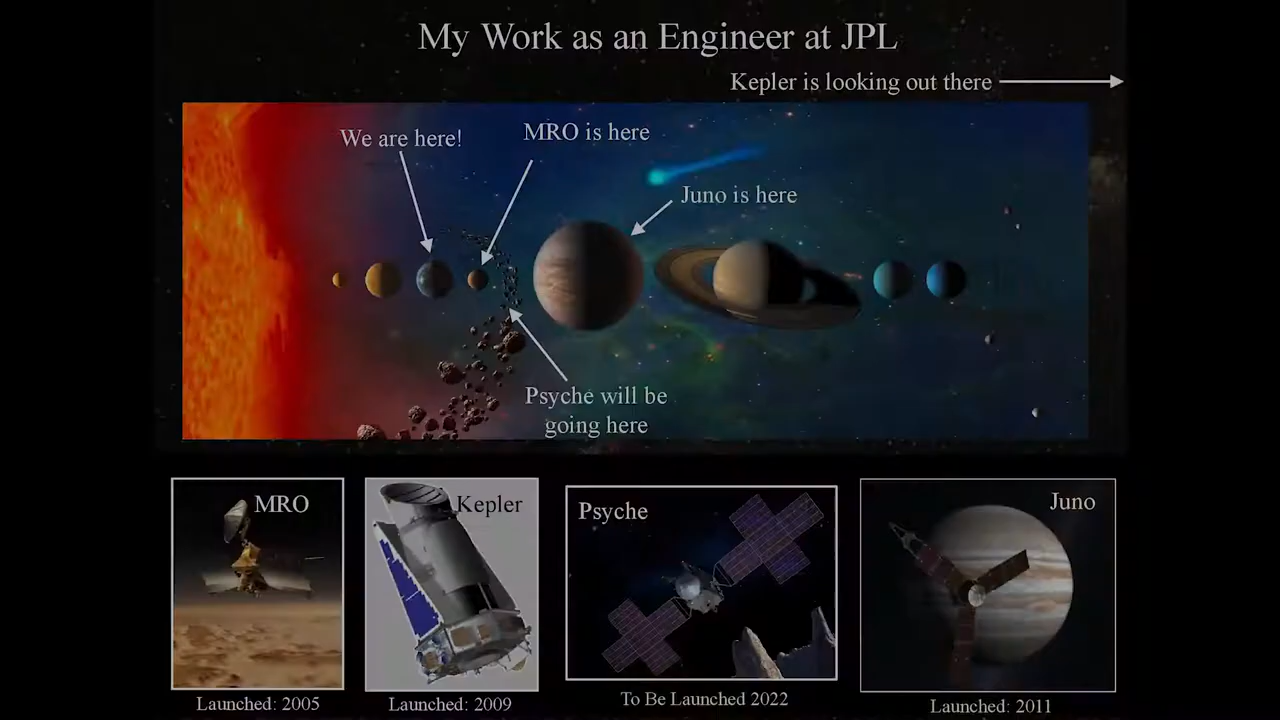 My Work as an Engineer at JPL
Kepler is looking out there
We are here!
MRO is here
Juno is here
Psyche will be
going here
MRO
Kepler
Psyche
Juno
Launched: 2005
Launched: 2009
To Be Launched 2022
Launched: 2011